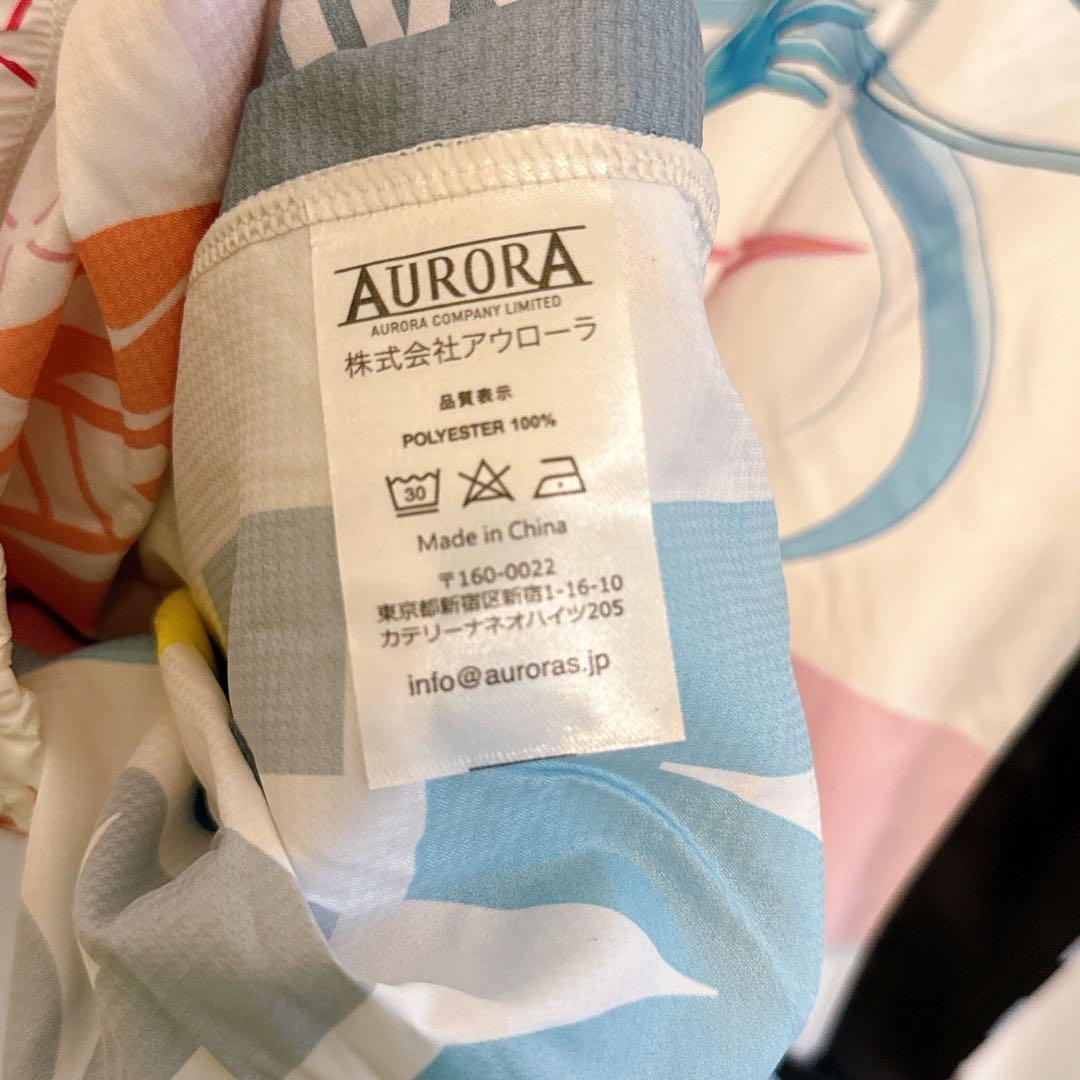 AURORA
AURORA COMPANY LIMITED
株式会社アウローラ
品質表示
POLYESTER 100%
30
Made in China
〒160-0022
東京都新宿区新宿1-16-10
カテリーナネオハイツ205
info@auroras.jp